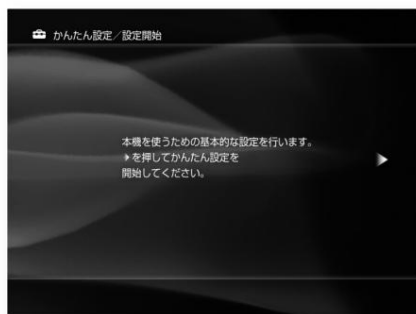 かんたん設定／設定開始
本機を使うための基本的な設定を行います。
▶を押してかんたん設定を
開始してください。